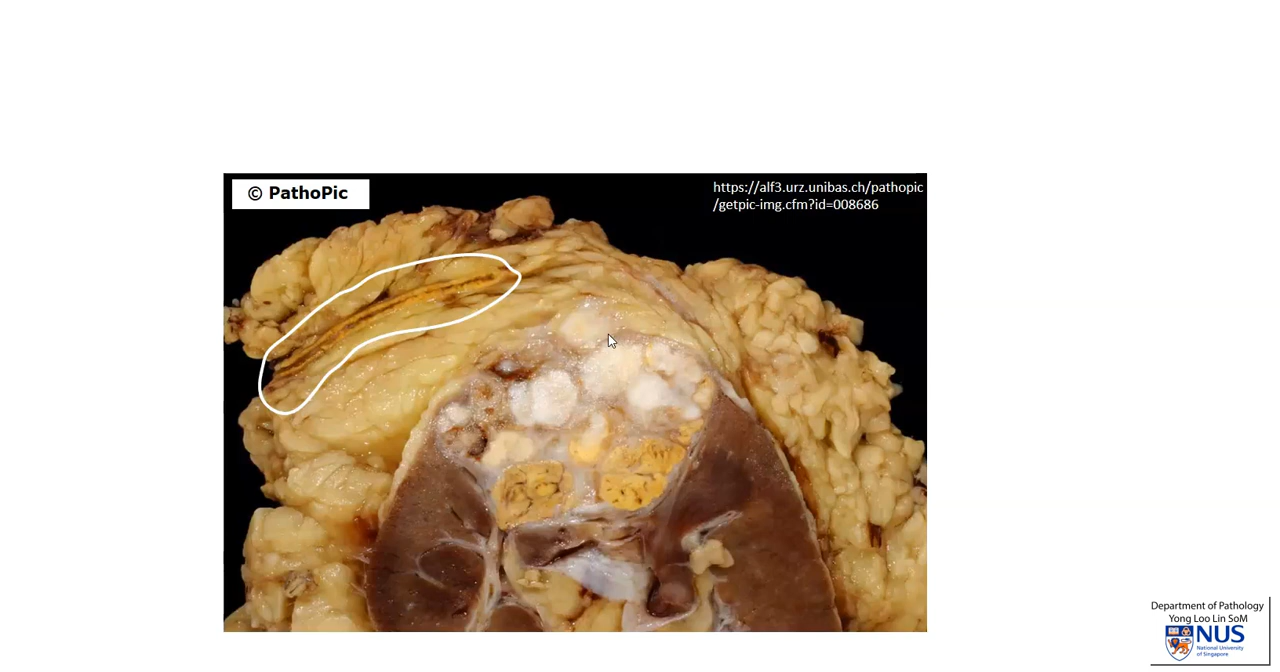 © PathoPic
https://alf3.urz.unibas.ch/pathopic
/getpic-img.cfm?id=008686
Department of Pathology
Yong Loo Lin SoM
NUS
National University
of Singapore